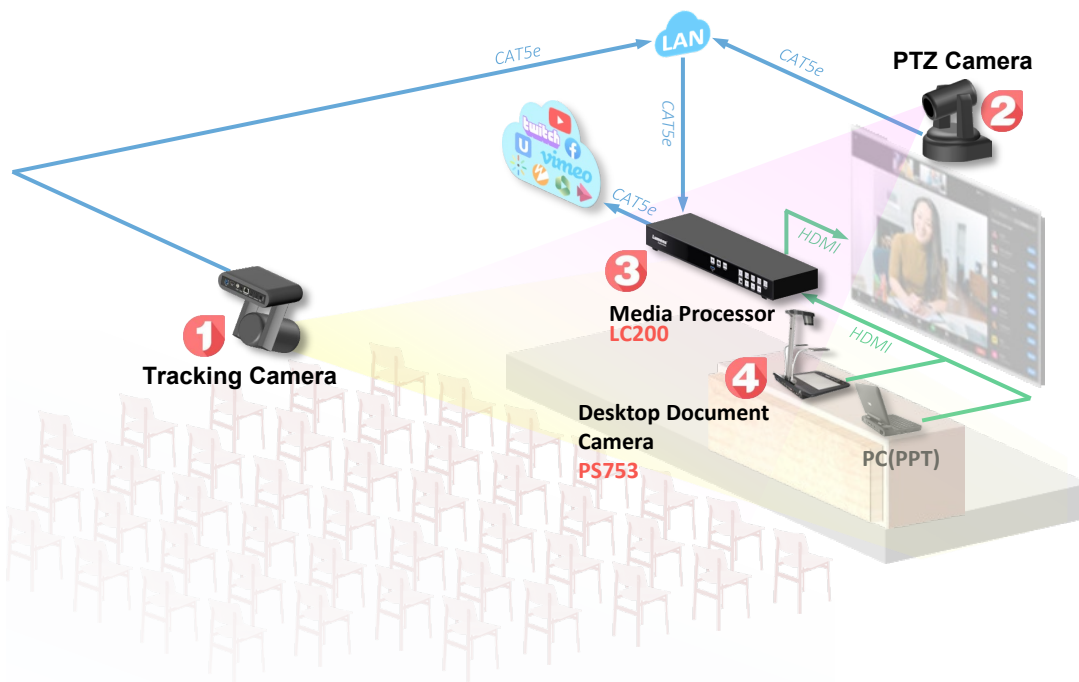 LAN
CAT5e
CAT5e
PTZ Camera
2
CAT5e
twitch
U
vimeo
CAT5e
HDMI
3
Media Processor
LC200
HDMI
1
Tracking Camera
4
Desktop Document
Camera
PS753
PC(PPT)